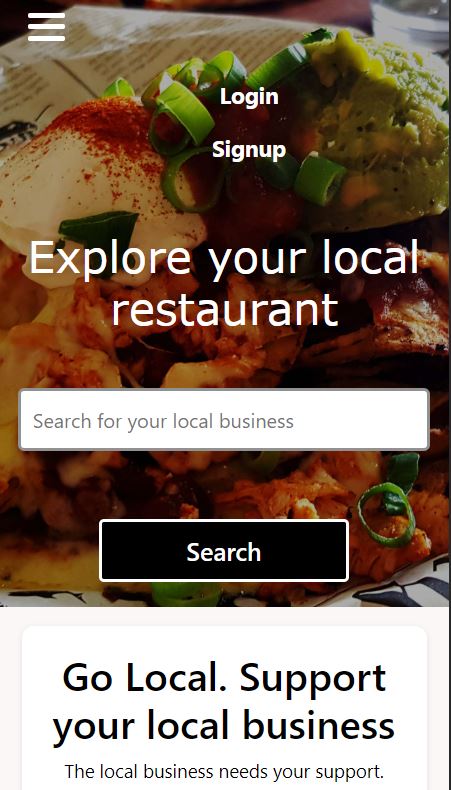 Login
Signup
Explore your local
restaurant
Search for your local business
Search
Go Local. Support
your local business
The local business needs your support.